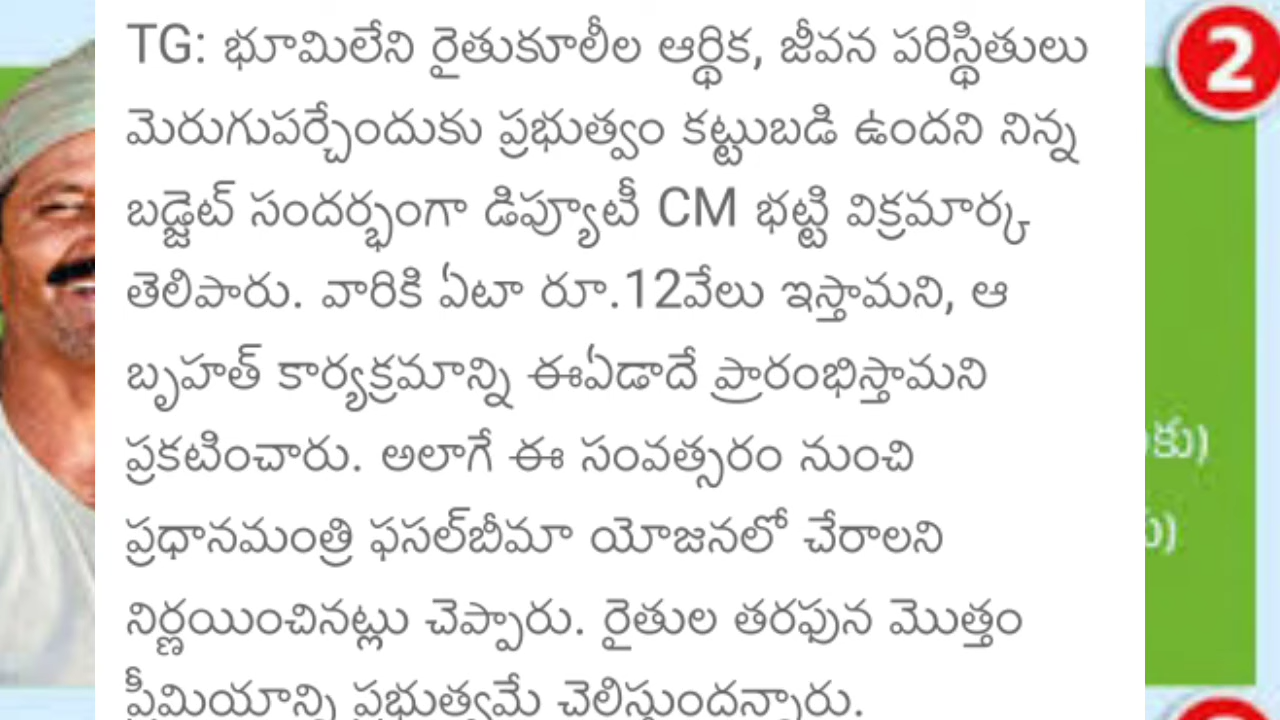 TG: భూమిలేని రైతుకూలీల ఆర్థిక, జీవన పరిస్థితులు
మెరుగుపర్చేందుకు ప్రభుత్వం కట్టుబడి ఉందని నిన్న
బడ్జెట్ సందర్భంగా డిప్యూటీ CM భట్టి విక్రమార్క
తెలిపారు. వారికి ఏటా రూ.12వేలు ఇస్తామని, ఆ
బృహత్ కార్యక్రమాన్ని ఈఏడాదే ప్రారంభిస్తామని
ప్రకటించారు. అలాగే ఈ సంవత్సరం నుంచి
ప్రధానమంత్రి ఫసల్‌బీమా యోజనలో చేరాలని
నిర్ణయించినట్లు చెప్పారు. రైతుల తరఫున మొత్తం
ప్రీమియాన్ని ప్రభుత్వమే చెలిస్తుందన్నారు.
2
కు)